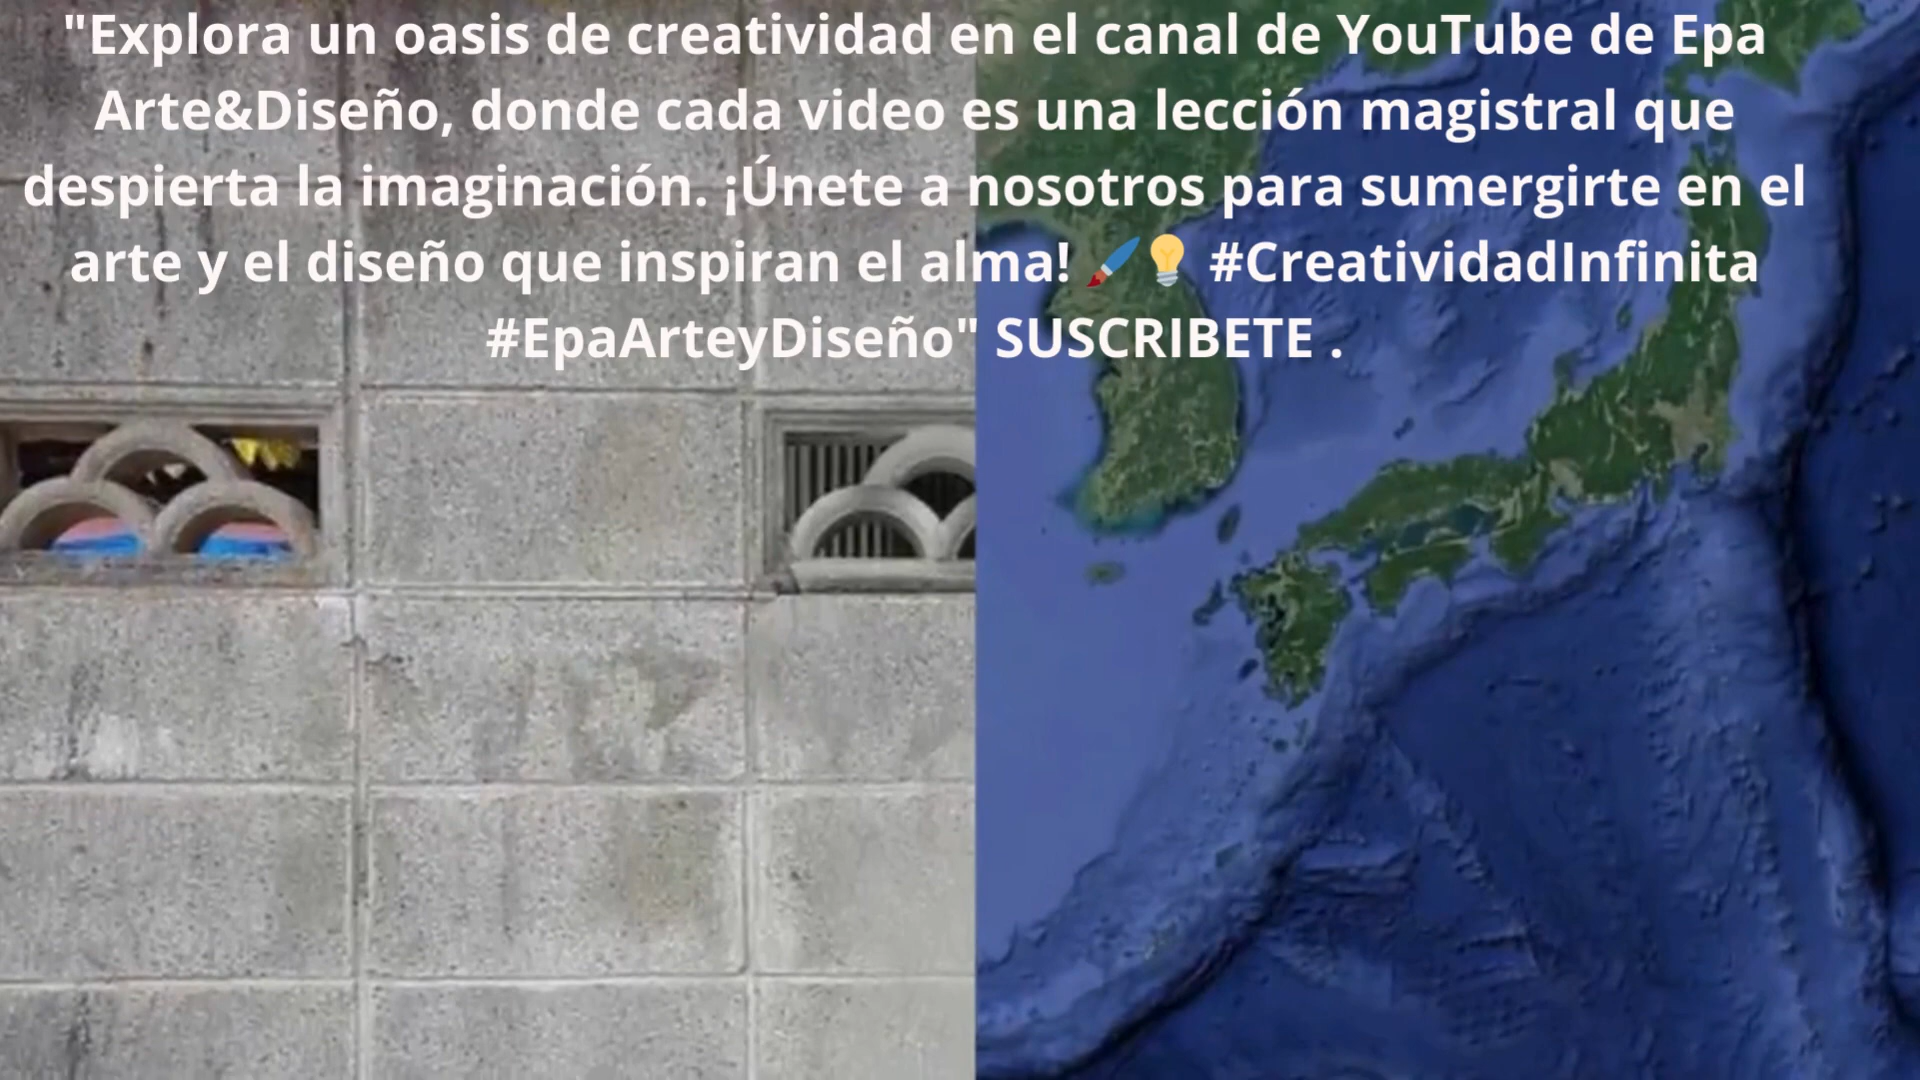 "Explora un oasis de creatividad en el canal de YouTube de Epa
Arte&Diseño, donde cada video es una lección magistral que
despierta la imaginación. ¡Únete a nosotros para sumergirte en el
arte y el diseño que inspiran el alma! 🖌️💡 #CreatividadInfinita
#EpaArteyDiseño" SUSCRIBETE .